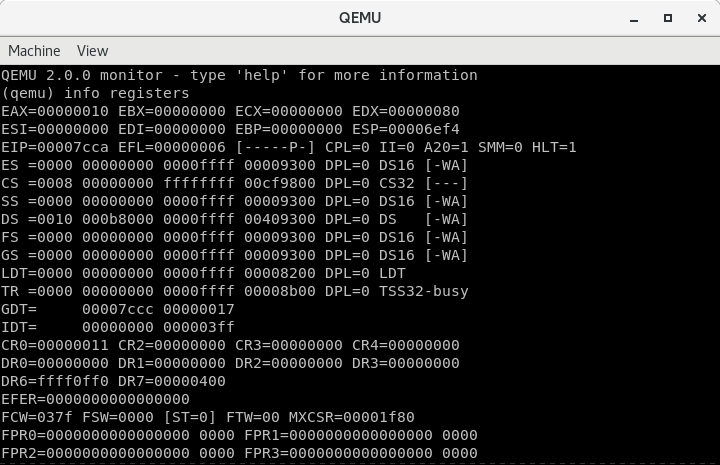 QEMU
Machine View
QEMU 2.0.0 monitor - type 'help' for more information
(qemu) info registers
EAX=00000010 EBX=00000000 ECX=00000000 EDX=00000080
ESI=00000000 EDI=00000000 EBP=00000000 ESP=00006ef4
EIP=00007cca EFL=00000006 [-----P-] CPL=0 II=0 A20=1 SMM=0 HLT=1
ES =0000 00000000 0000ffff 00009300 DPL=0 DS16 [-WA]
CS =0008 00000000 ffffffff 00cf9800 DPL=0 CS32 [---]
SS =0000 00000000 0000ffff 00009300 DPL=0 DS16 [-WA]
DS =0010 000b8000 0000ffff 00409300 DPL=0 DS   [-WA]
FS =0000 00000000 0000ffff 00009300 DPL=0 DS16 [-WA]
GS =0000 00000000 0000ffff 00009300 DPL=0 DS16 [-WA]
LDT=0000 00000000 0000ffff 00008200 DPL=0 LDT
TR =0000 00000000 0000ffff 00008b00 DPL=0 TSS32-busy
GDT=     00007ccc 00000017
IDT=     00000000 000003ff
CR0=00000011 CR2=00000000 CR3=00000000 CR4=00000000
DR0=00000000 DR1=00000000 DR2=00000000 DR3=00000000
DR6=ffff0ff0 DR7=00000400
EFER=0000000000000000
FCW=037f FSW=0000 [ST=0] FTW=00 MXCSR=00001f80
FPR0=0000000000000000 0000 FPR1=0000000000000000 0000
FPR2=0000000000000000 0000 FPR3=0000000000000000 0000